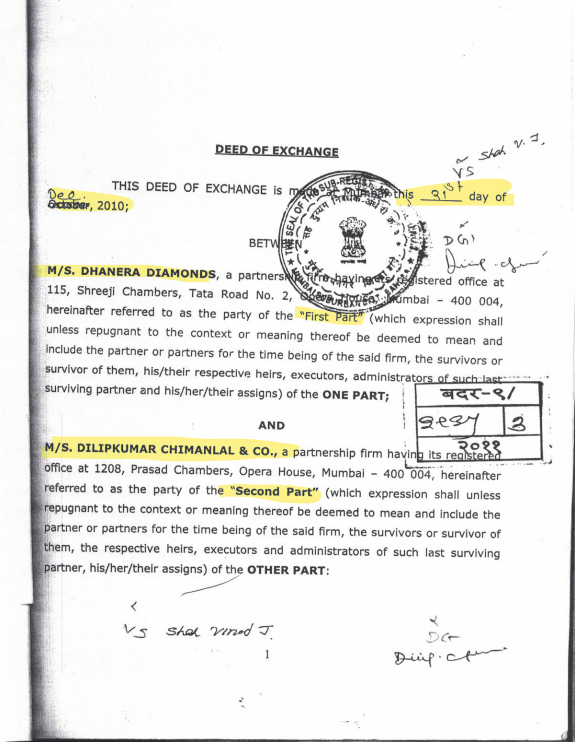 DEED OF EXCHANGE
VS Shah V. J.
THIS DEED OF EXCHANGE is made at Mumbai this 31st day of
Dec.
October, 2010;
BETWEEN
DG
M/S. DHANERA DIAMONDS, a partnership firm having its registered office at
115, Shreeji Chambers, Tata Road No. 2, Opera House, Mumbai – 400 004,
hereinafter referred to as the party of the "First Part" (which expression shall
unless repugnant to the context or meaning thereof be deemed to mean and
include the partner or partners for the time being of the said firm, the survivors or
survivor of them, his/their respective heirs, executors, administrators of such last
surviving partner and his/her/their assigns) of the ONE PART;
बदर-९/
3
२०११
AND
M/S. DILIPKUMAR CHIMANLAL & CO., a partnership firm having its registered
office at 1208, Prasad Chambers, Opera House, Mumbai – 400 004, hereinafter
referred to as the party of the "Second Part" (which expression shall unless
repugnant to the context or meaning thereof be deemed to mean and include the
partner or partners for the time being of the said firm, the survivors or survivor of
them, the respective heirs, executors and administrators of such last surviving
partner, his/her/their assigns) of the OTHER PART:
VS Shah Vinod J.
DG
1